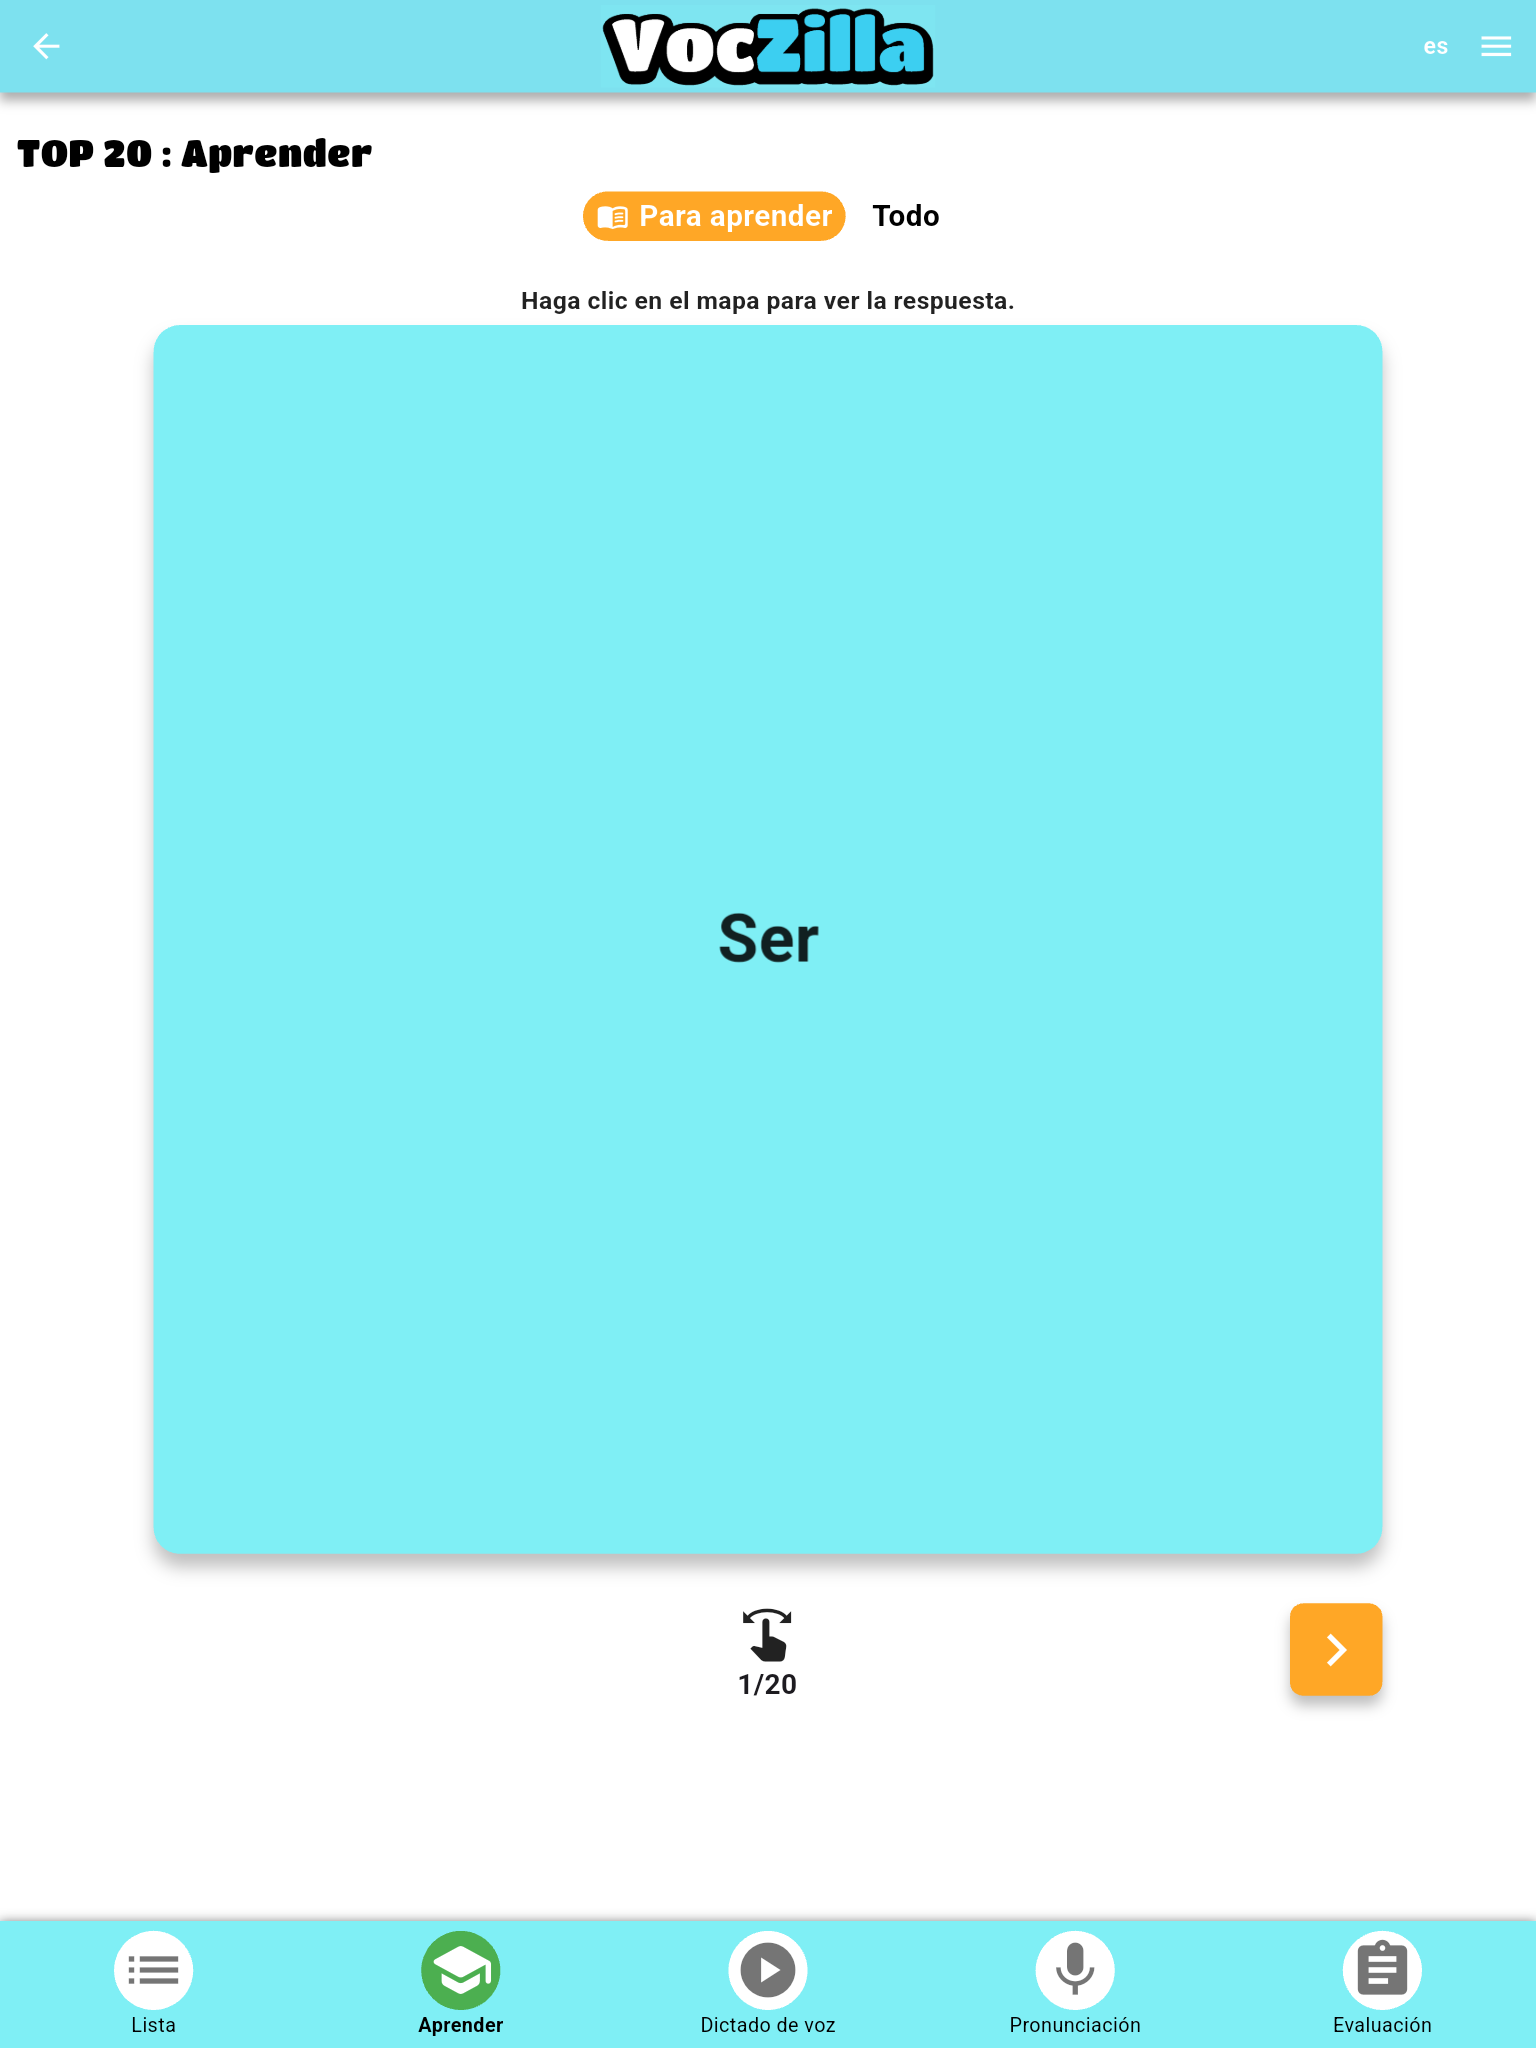 VocZilla
es
TOP 20 : Aprender
Para aprender
Todo
Haga clic en el mapa para ver la respuesta.
Ser
1/20
Lista
Aprender
Dictado de voz
Pronunciación
Evaluación